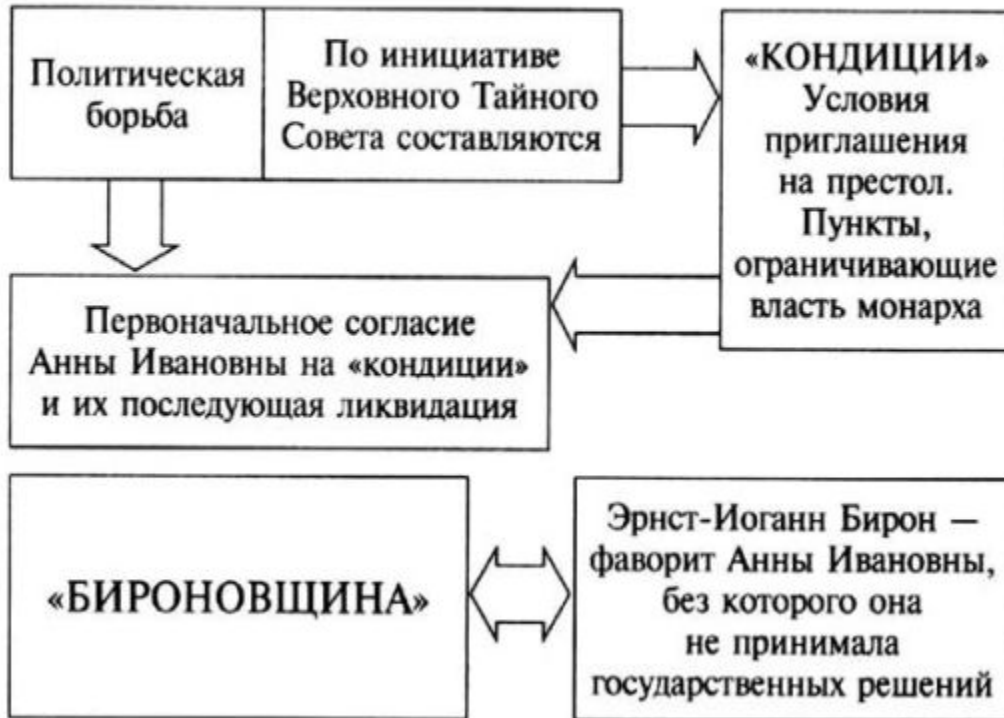 Политическая
борьба
По инициативе
Верховного Тайного
Совета составляются
«КОНДИЦИИ»
Условия
приглашения
на престол.
Пункты,
ограничивающие
власть монарха
Первоначальное согласие
Анны Ивановны на «кондиции»
и их последующая ликвидация
«БИРОНОВЩИНА»
Эрнст-Иоганн Бирон —
фаворит Анны Ивановны,
без которого она
не принимала
государственных решений